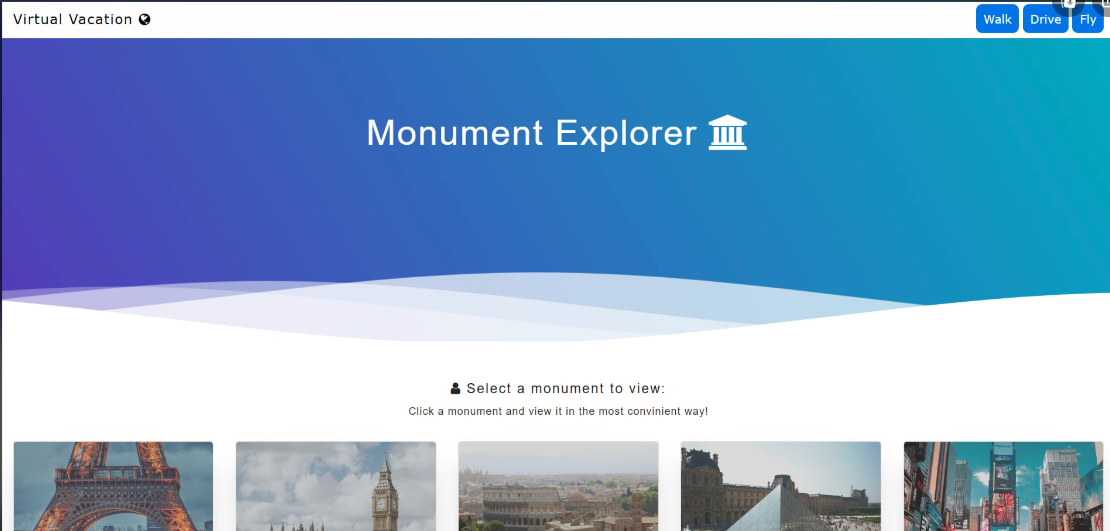 Virtual Vacation
Walk Drive Fly
Monument Explorer
Select a monument to view:
Click a monument and view it in the most convinient way!